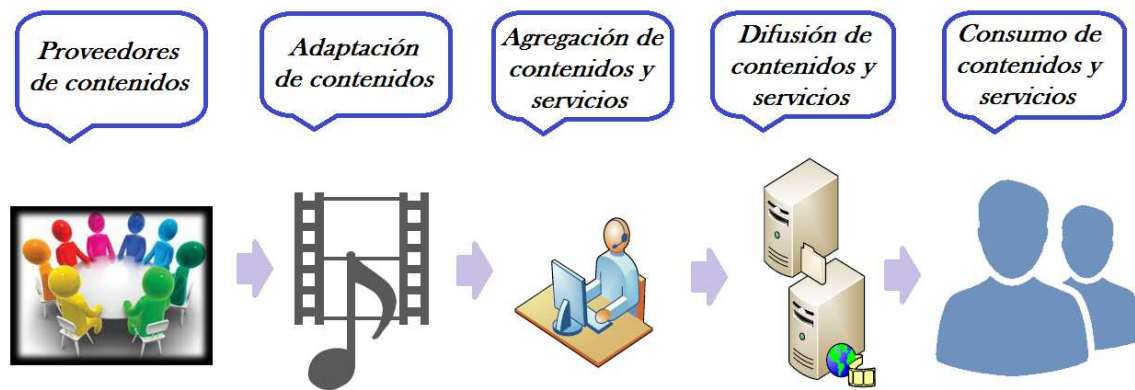 Proveedores
de contenidos
Adaptación
de contenidos
Agregación de
contenidos y
servicios
Difusión de
contenidos y
servicios
Consumo de
contenidos y
servicios